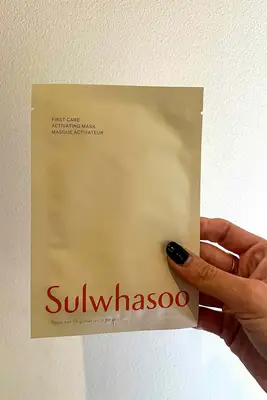 FIRST CARE
ACTIVATING MASK
MASQUE ACTIVATEUR
Sulwhasoo